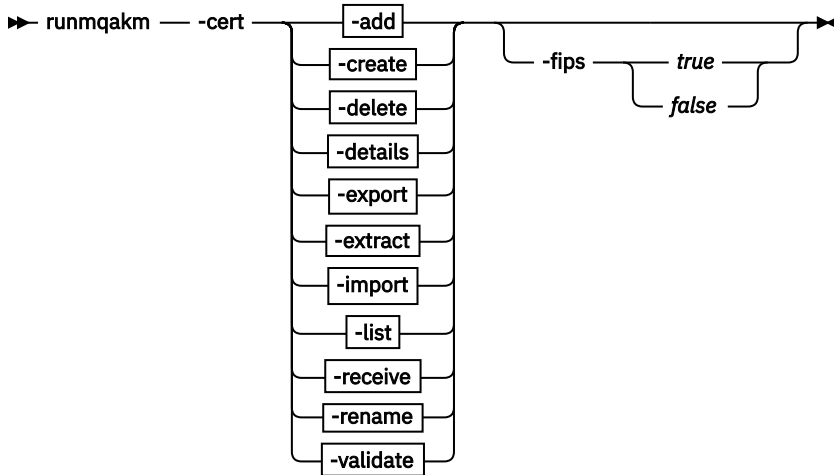 runmqakm -cert -add
-create -fips true
-delete false
-details
-export
-extract
-import
-list
-receive
-rename
-validate